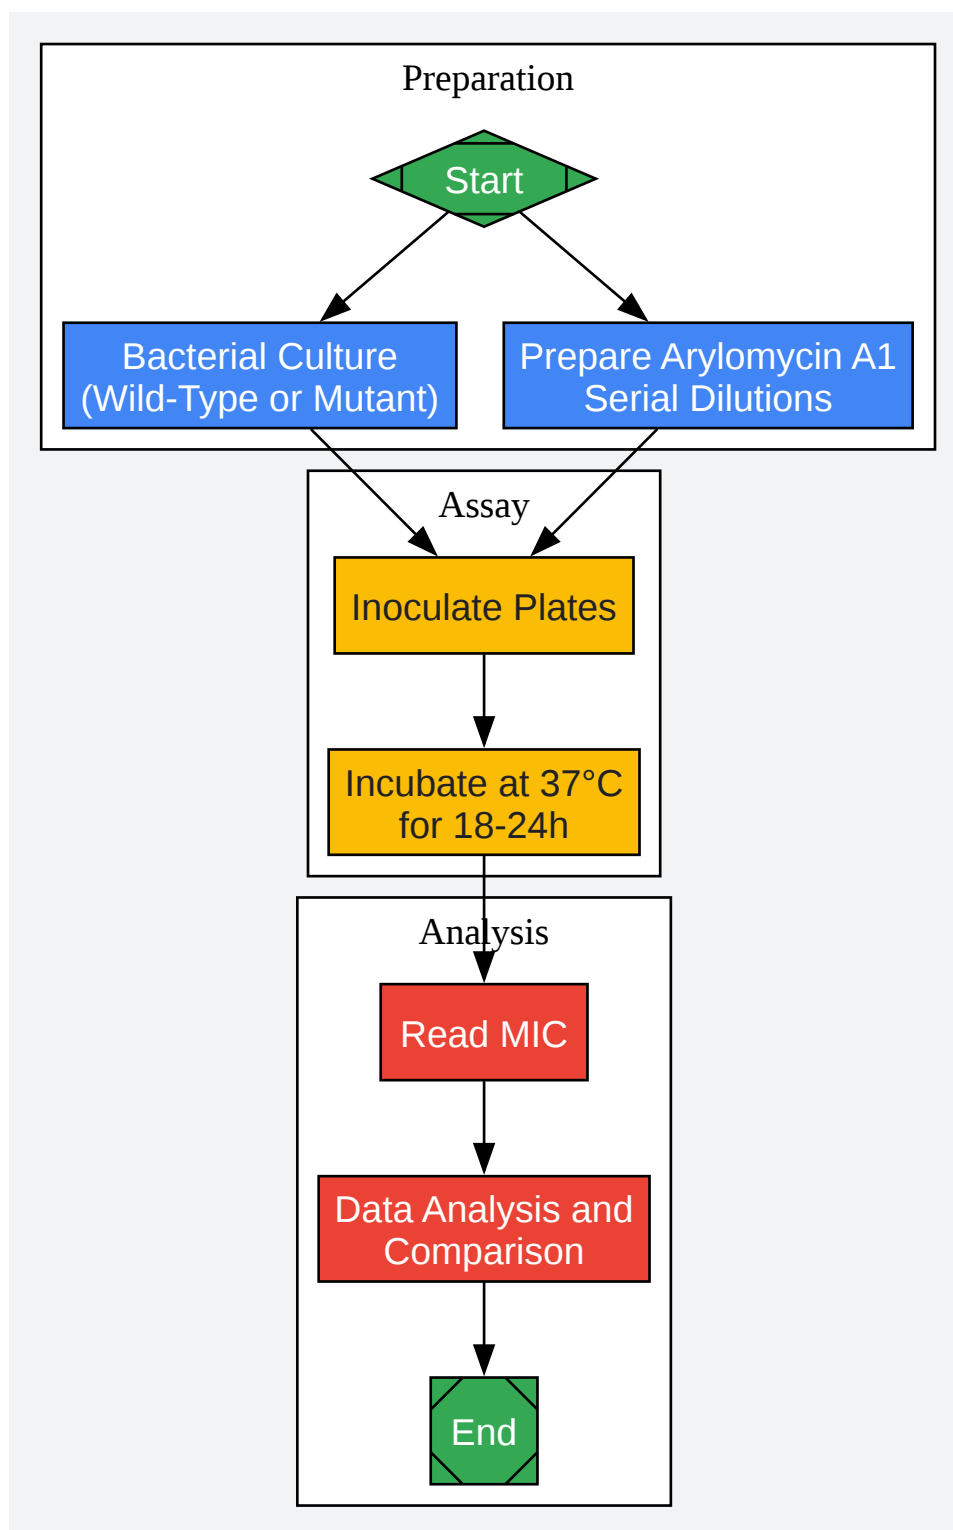 Preparation
Start
Bacterial Culture
(Wild-Type or Mutant)
Prepare Arylomycin A1
Serial Dilutions
Assay
Inoculate Plates
Incubate at 37°C
for 18-24h
Analysis
Read MIC
Data Analysis and
Comparison
End